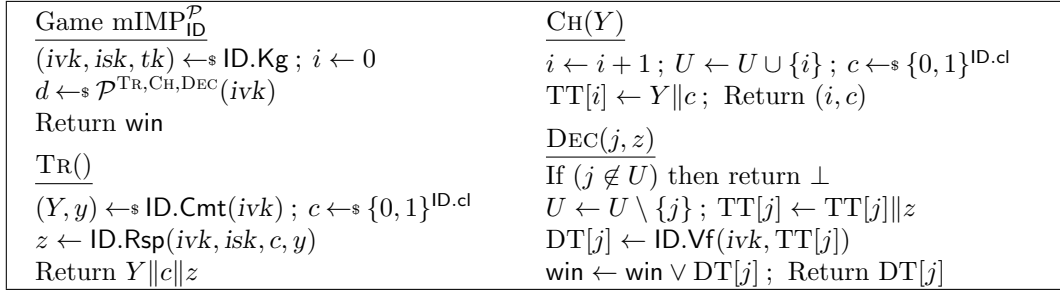 Game mIMP^𝒫_ID
(ivk, isk, tk) ←$ ID.Kg ; i ← 0
d ←$ 𝒫^{Tr,Ch,Dec}(ivk)
Return win
Tr()
(Y, y) ←$ ID.Cmt(ivk) ; c ←$ {0, 1}^{ID.cl}
z ← ID.Rsp(ivk, isk, c, y)
Return Y∥c∥z
Ch(Y)
i ← i + 1 ; U ← U ∪ {i} ; c ←$ {0, 1}^{ID.cl}
TT[i] ← Y∥c ; Return (i, c)
Dec(j, z)
If (j ∉ U) then return ⊥
U ← U \ {j} ; TT[j] ← TT[j]∥z
DT[j] ← ID.Vf(ivk, TT[j])
win ← win ∨ DT[j] ; Return DT[j]